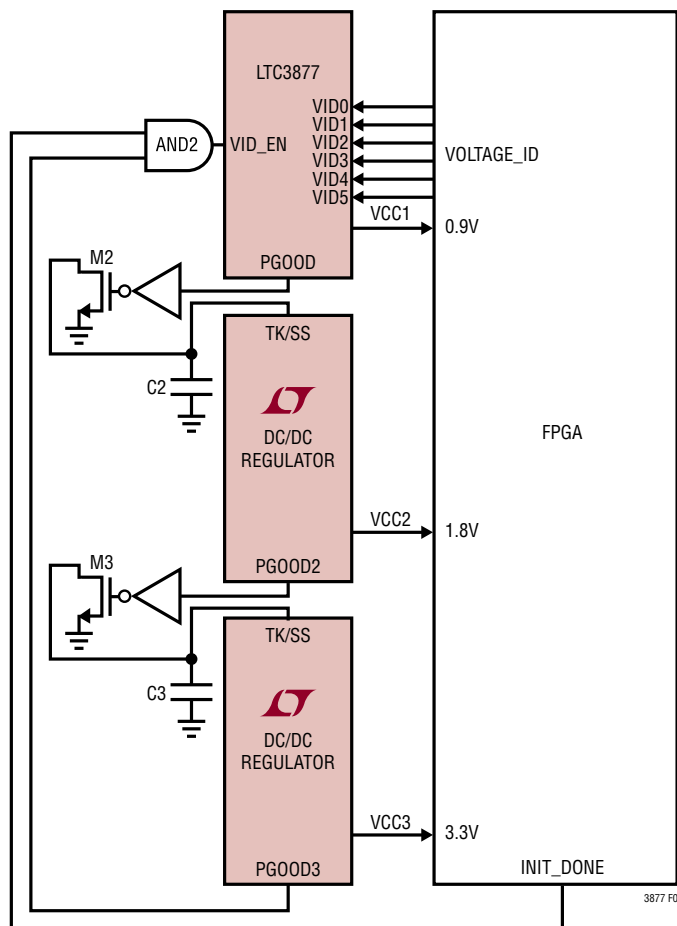 LTC3877
VID0
VID1
VID2
VID3
VID4
VID5
VOLTAGE_ID
AND2
VID_EN
VCC1
0.9V
M2
PGOOD
TK/SS
C2
DC/DC
REGULATOR
FPGA
VCC2
1.8V
M3
PGOOD2
TK/SS
C3
DC/DC
REGULATOR
VCC3
3.3V
PGOOD3
INIT_DONE
3877 F0